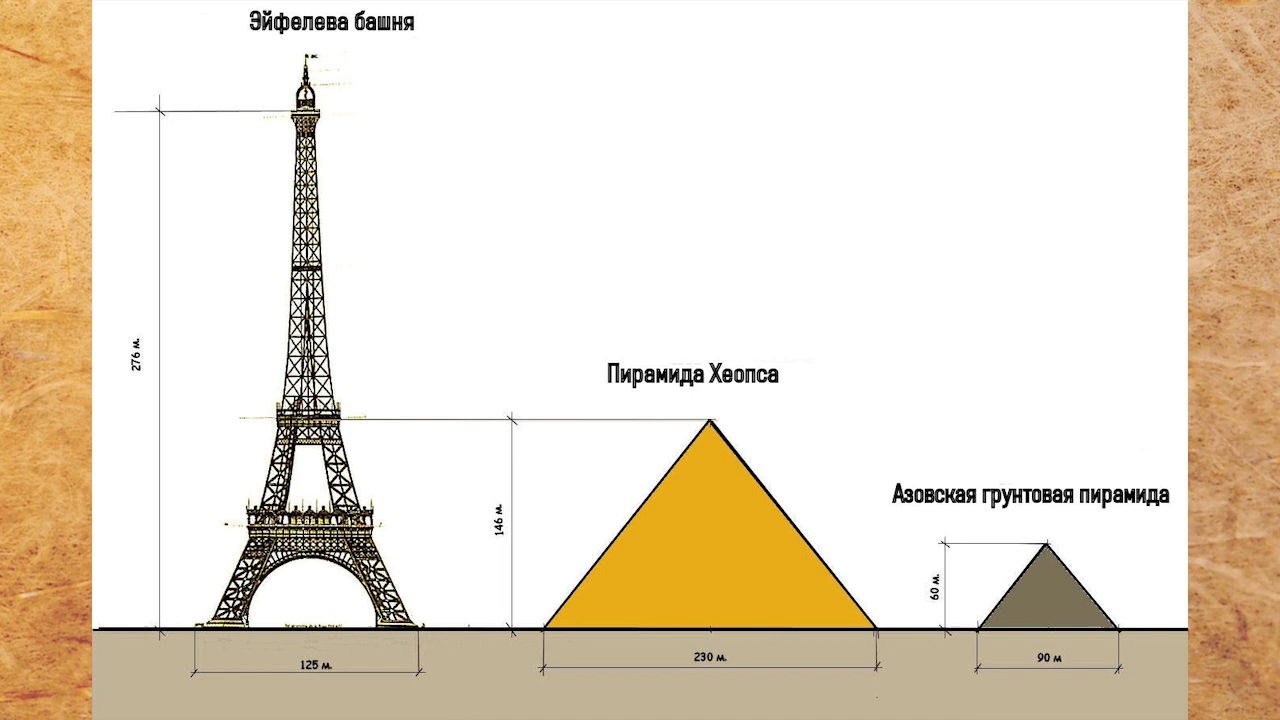 Эйфелева башня
276 м.
125 м.
Пирамида Хеопса
146 м.
230 м.
Азовская грунтовая пирамида
60 м.
90 м